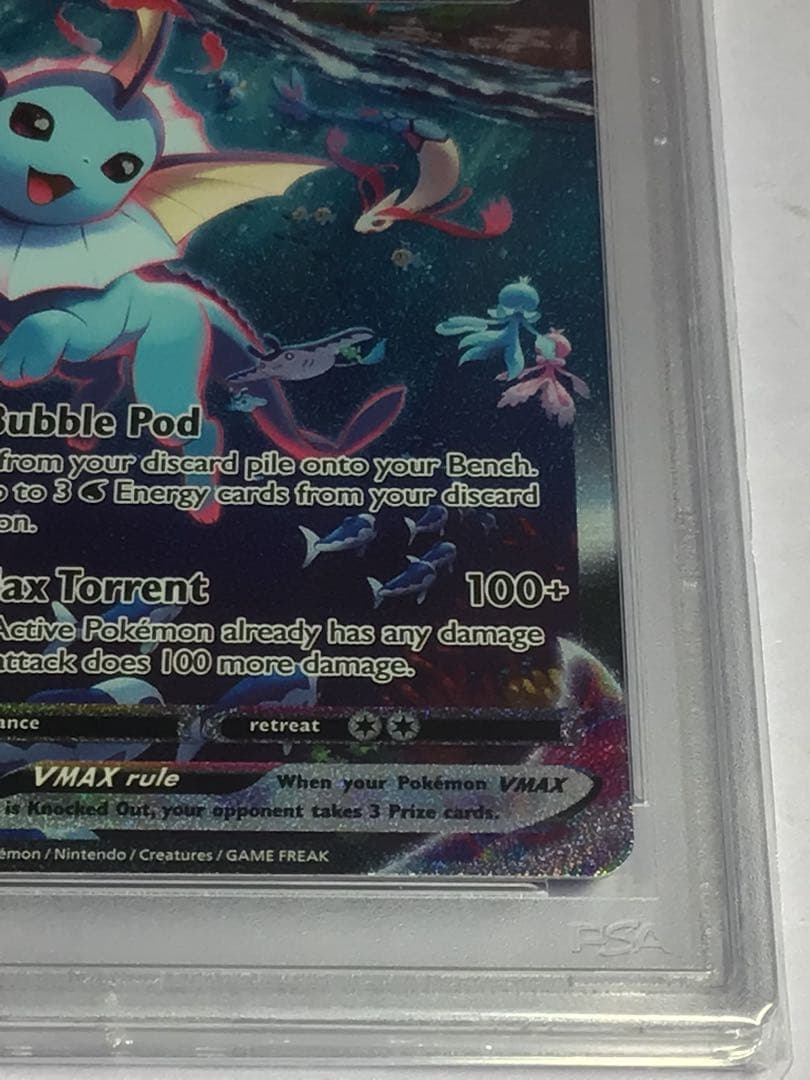 Bubble Pod
from your discard pile onto your Bench.
to 3 Energy cards from your discard
on.
ax Torrent 100+
Active Pokémon already has any damage
attack does 100 more damage.
ance retreat
VMAX rule When your Pokémon VMAX
is Knocked Out, your opponent takes 3 Prize cards.
émon / Nintendo / Creatures / GAME FREAK
PSA